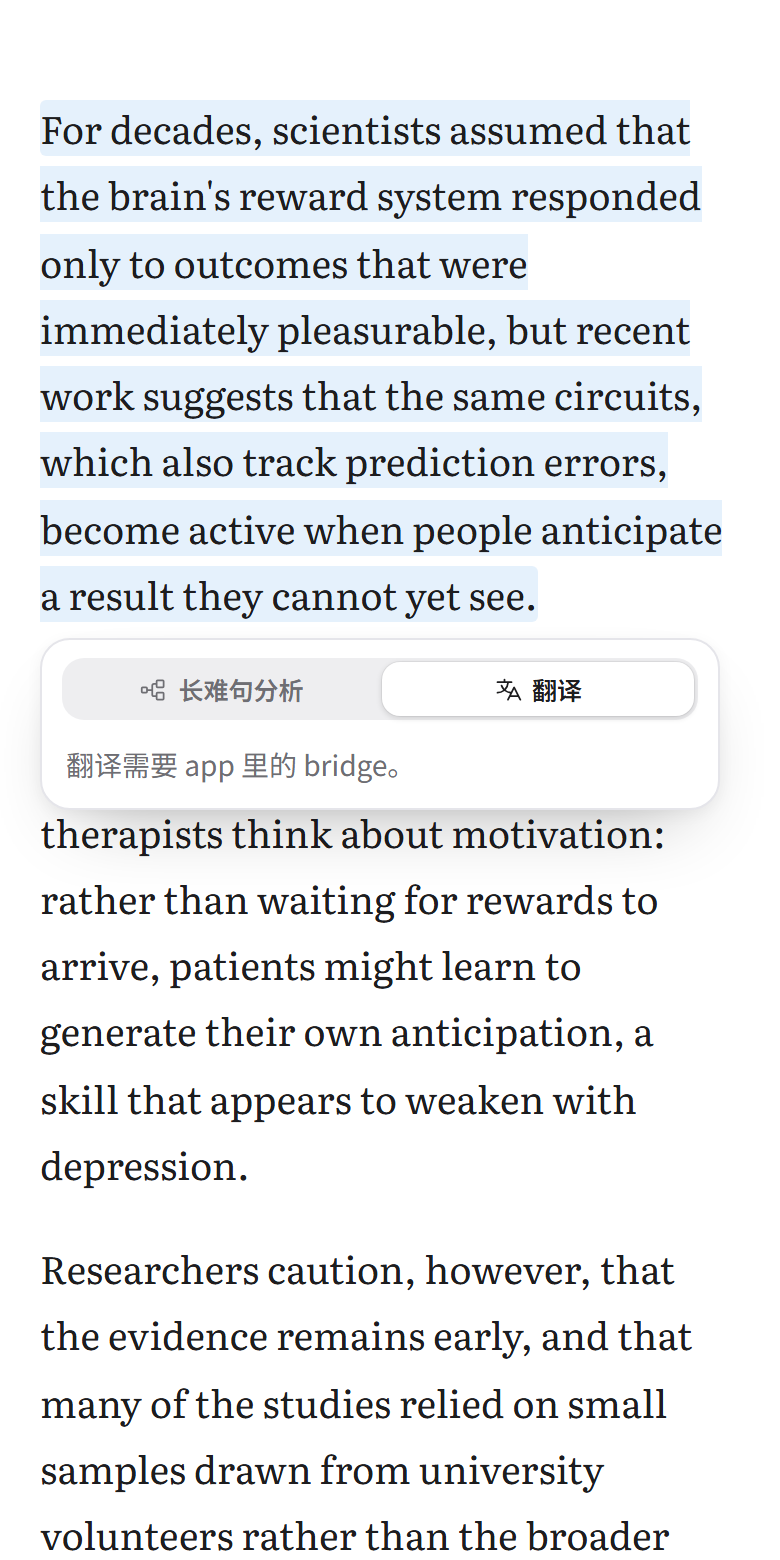 For decades, scientists assumed that
the brain's reward system responded
only to outcomes that were
immediately pleasurable, but recent
work suggests that the same circuits,
which also track prediction errors,
become active when people anticipate
a result they cannot yet see.
长难句分析
翻译
翻译需要 app 里的 bridge。
therapists think about motivation:
rather than waiting for rewards to
arrive, patients might learn to
generate their own anticipation, a
skill that appears to weaken with
depression.
Researchers caution, however, that
the evidence remains early, and that
many of the studies relied on small
samples drawn from university
volunteers rather than the broader